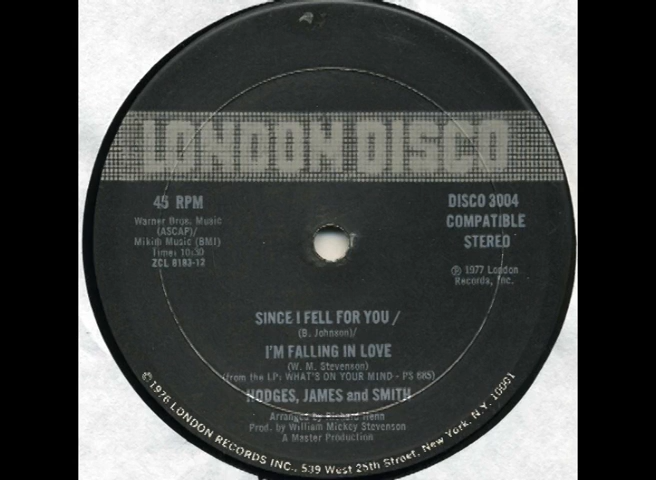 LONDON DISCO
45 RPM
Warner Bros. Music
(ASCAP)/
Mikim Music (BMI)
Time: 10:30
ZCL 8183-12
DISCO 3004
COMPATIBLE
STEREO
℗ 1977 London
Records, Inc.
SINCE I FELL FOR YOU /
(B. Johnson)/
I'M FALLING IN LOVE
(W. M. Stevenson)
(from the LP: WHAT'S ON YOUR MIND - PS 685)
HODGES, JAMES and SMITH
Arranged by Richard
Prod. by William Mickey Stevenson
A Master Production
©1976 LONDON RECORDS INC., 539 West 25th Street, New York, N.Y. 10001